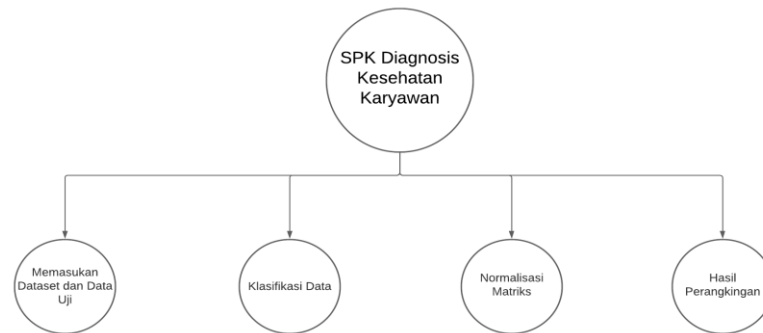 SPK Diagnosis
Kesehatan
Karyawan
Memasukan
Dataset dan Data
Uji
Klasifikasi Data
Normalisasi
Matriks
Hasil
Perangkingan